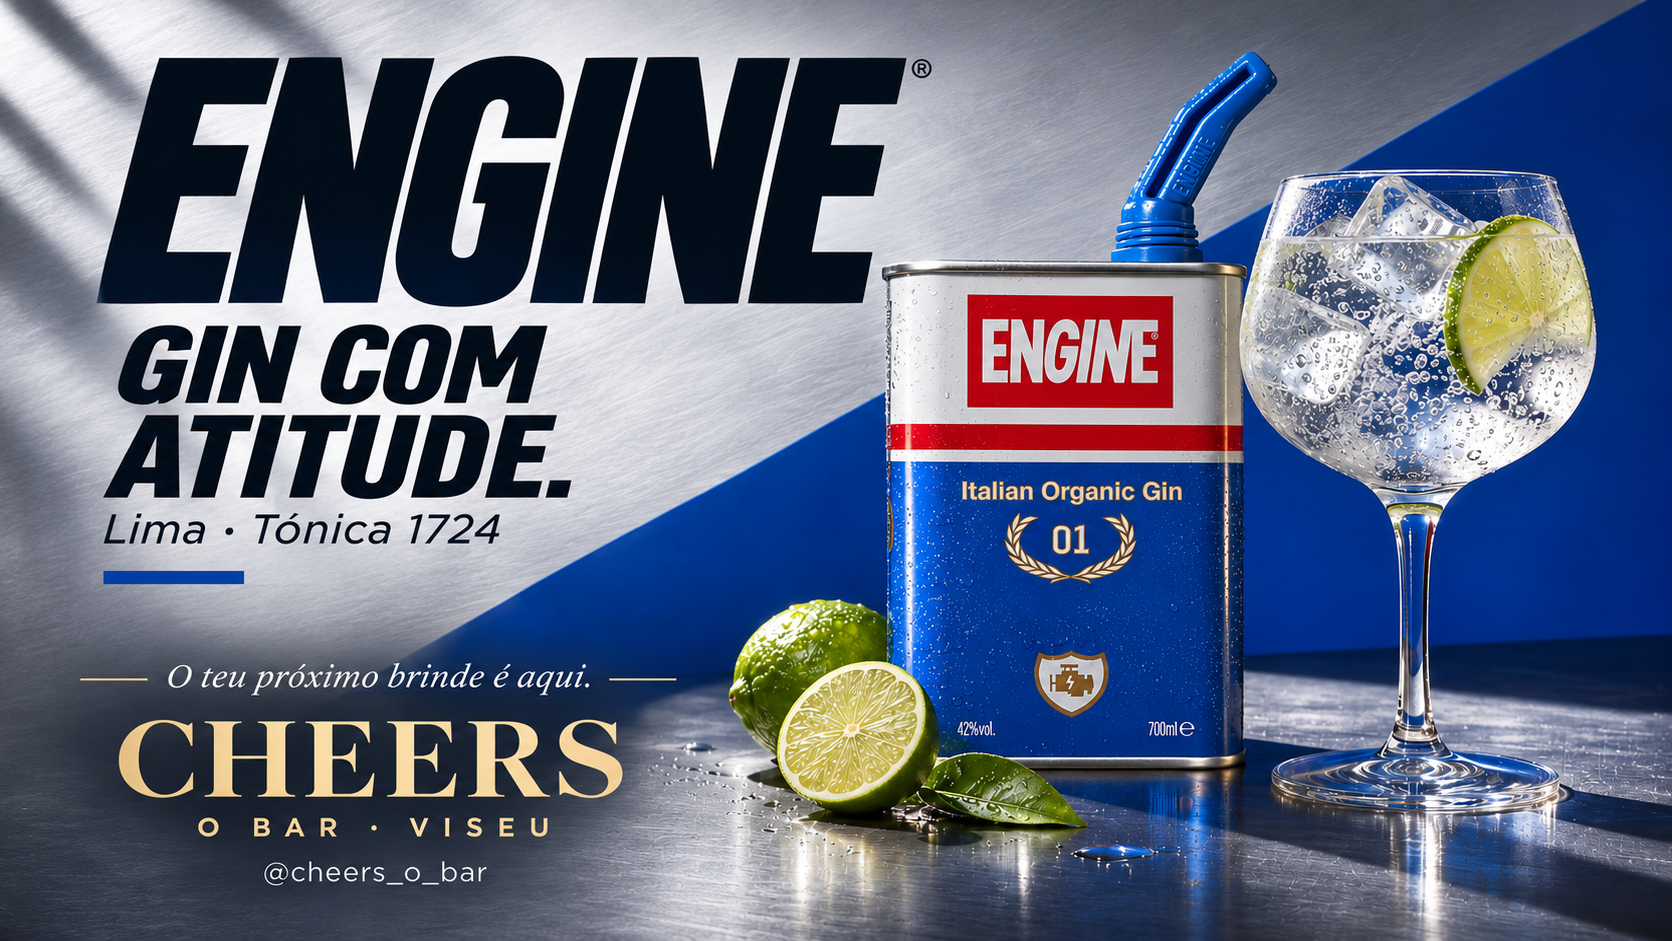 ENGINE®
GIN COM
ATITUDE.
Lima · Tónica 1724
O teu próximo brinde é aqui.
CHEERS
O BAR · VISEU
@cheers_o_bar
ENGINE
ENGINE®
Italian Organic Gin
01
42%vol.
700ml ℮